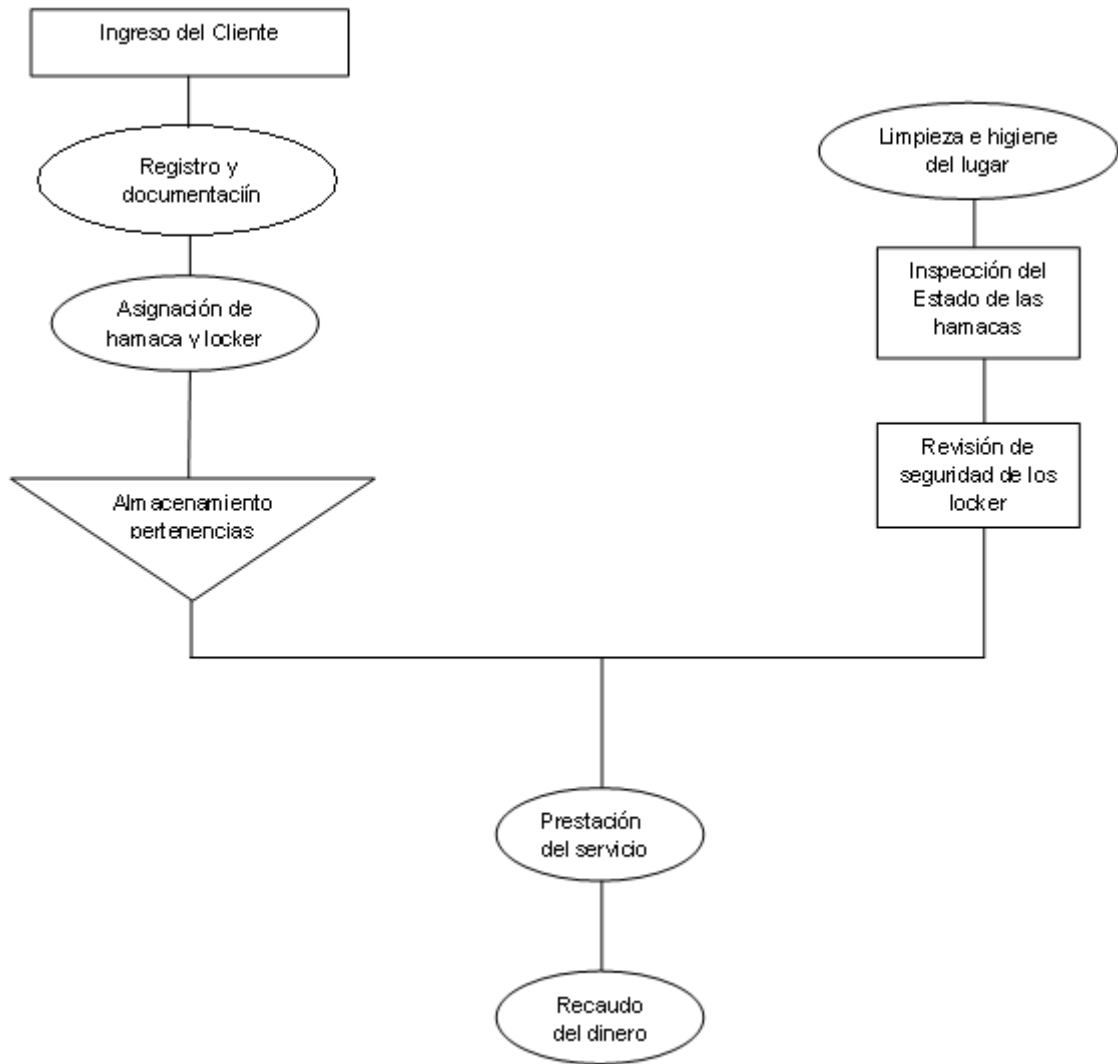 Ingreso del Cliente
Registro y
documentaciín
Asignación de
hamaca y locker
Almacenamiento
pertenencias
Limpieza e higiene
del lugar
Inspección del
Estado de las
hamacas
Revisión de
seguridad de los
locker
Prestación
del servicio
Recaudo
del dinero